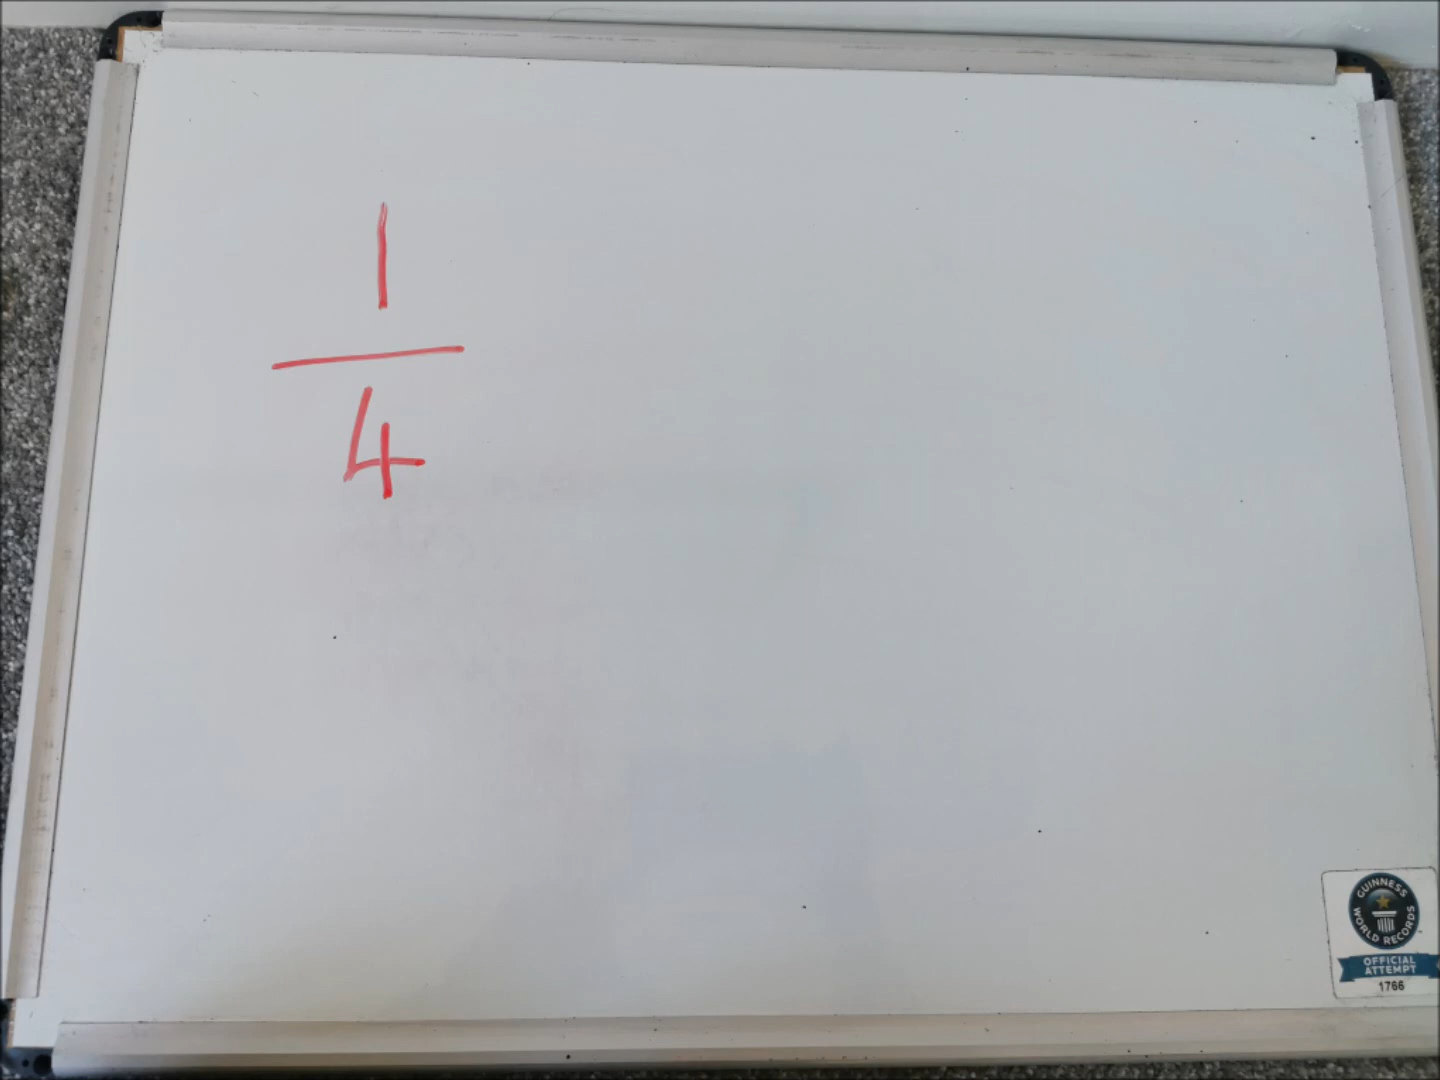 1
4
GUINNESS
WORLD RECORDS
OFFICIAL
ATTEMPT
1766